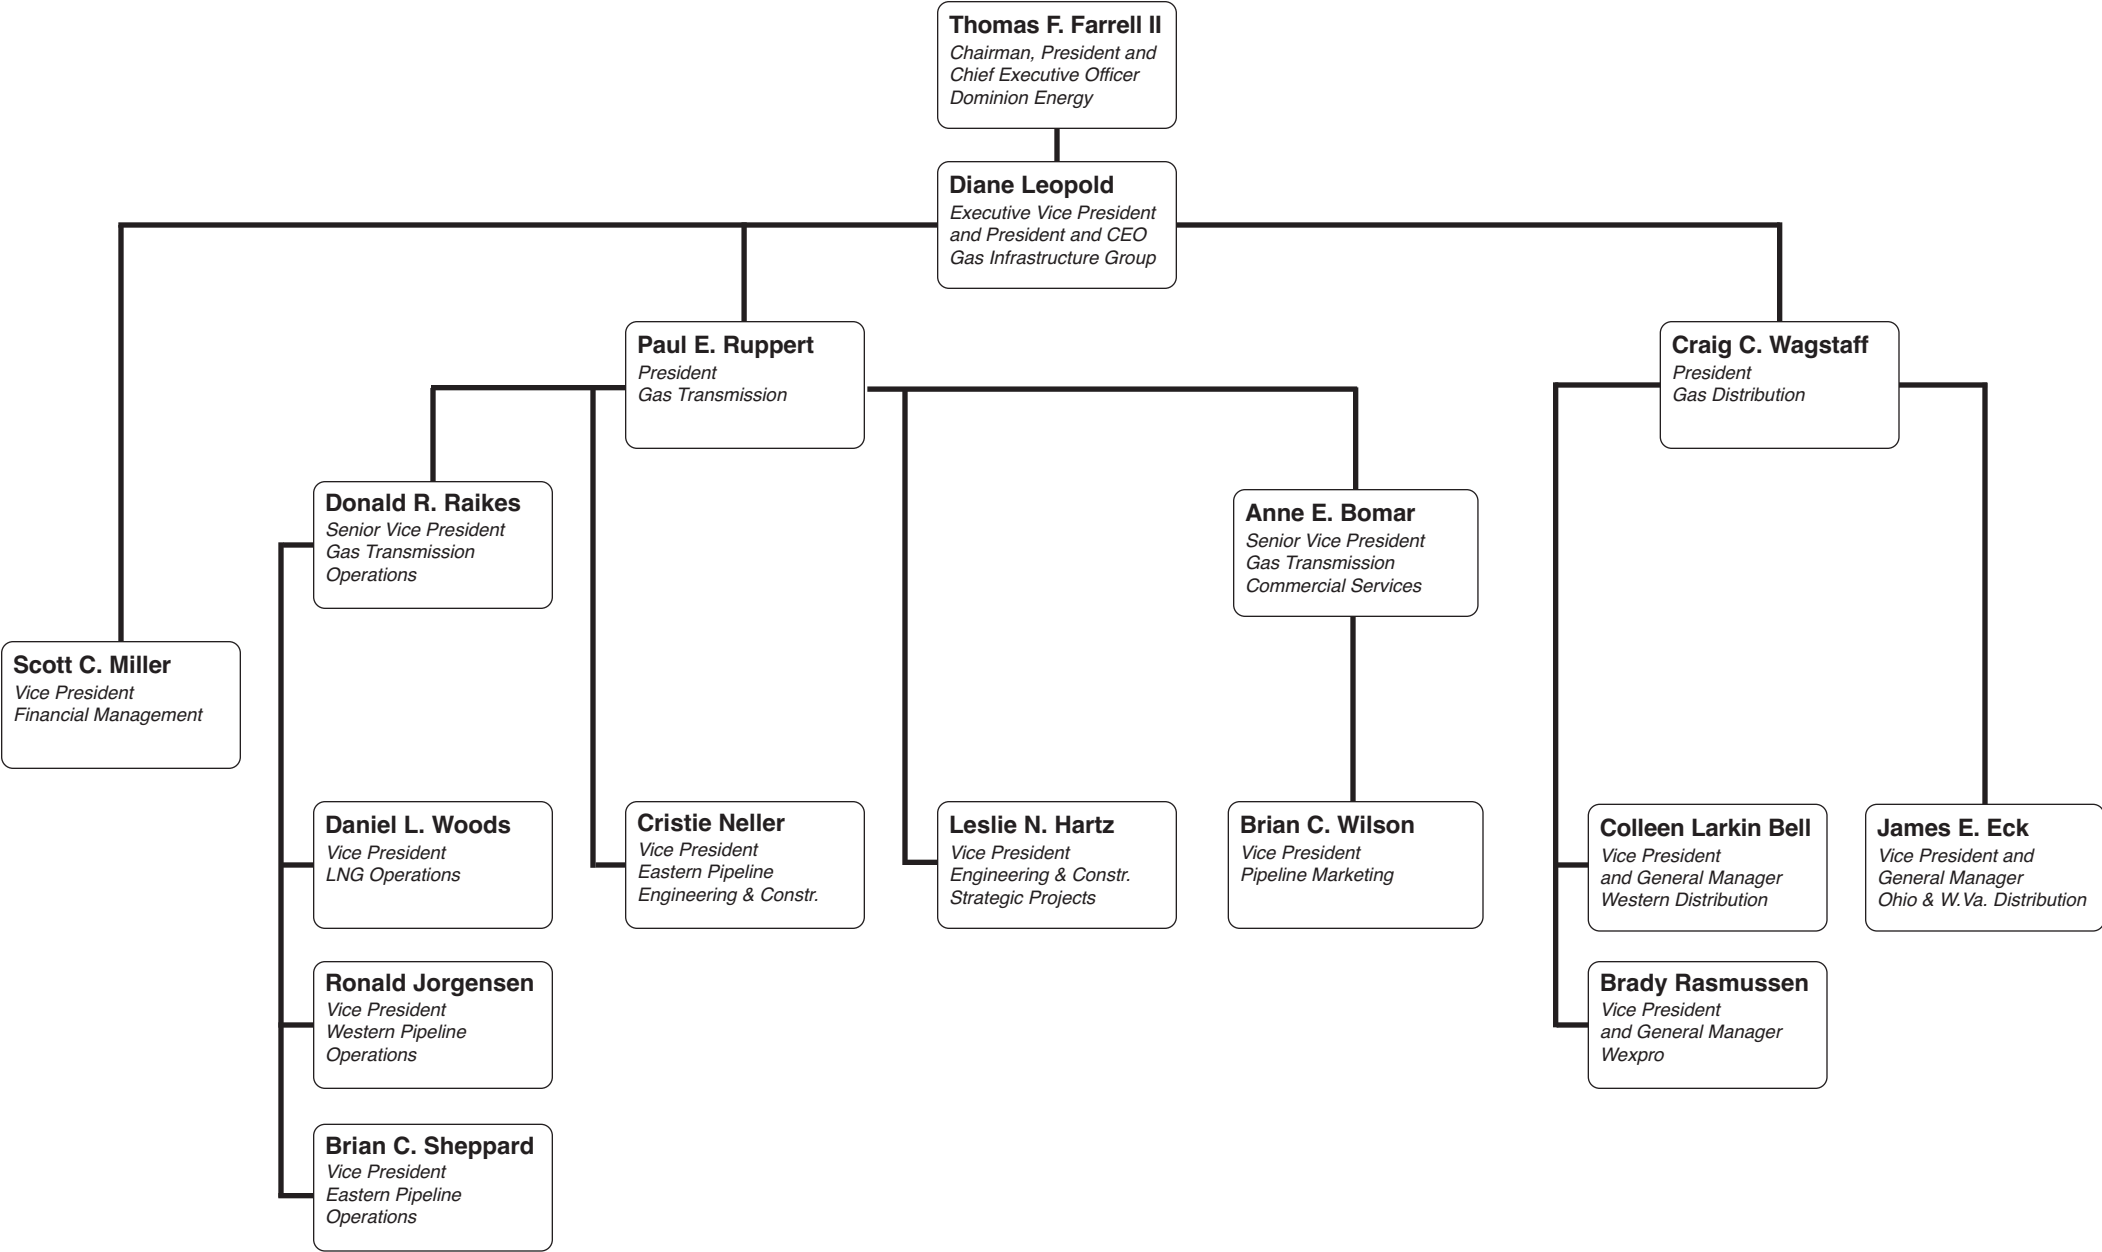 Thomas F. Farrell II
Chairman, President and
Chief Executive Officer
Dominion Energy
Diane Leopold
Executive Vice President
and President and CEO
Gas Infrastructure Group
Paul E. Ruppert
President
Gas Transmission
Craig C. Wagstaff
President
Gas Distribution
Donald R. Raikes
Senior Vice President
Gas Transmission
Operations
Anne E. Bomar
Senior Vice President
Gas Transmission
Commercial Services
Scott C. Miller
Vice President
Financial Management
Daniel L. Woods
Vice President
LNG Operations
Cristie Neller
Vice President
Eastern Pipeline
Engineering & Constr.
Leslie N. Hartz
Vice President
Engineering & Constr.
Strategic Projects
Brian C. Wilson
Vice President
Pipeline Marketing
Colleen Larkin Bell
Vice President
and General Manager
Western Distribution
James E. Eck
Vice President and
General Manager
Ohio & W.Va. Distribution
Ronald Jorgensen
Vice President
Western Pipeline
Operations
Brady Rasmussen
Vice President
and General Manager
Wexpro
Brian C. Sheppard
Vice President
Eastern Pipeline
Operations